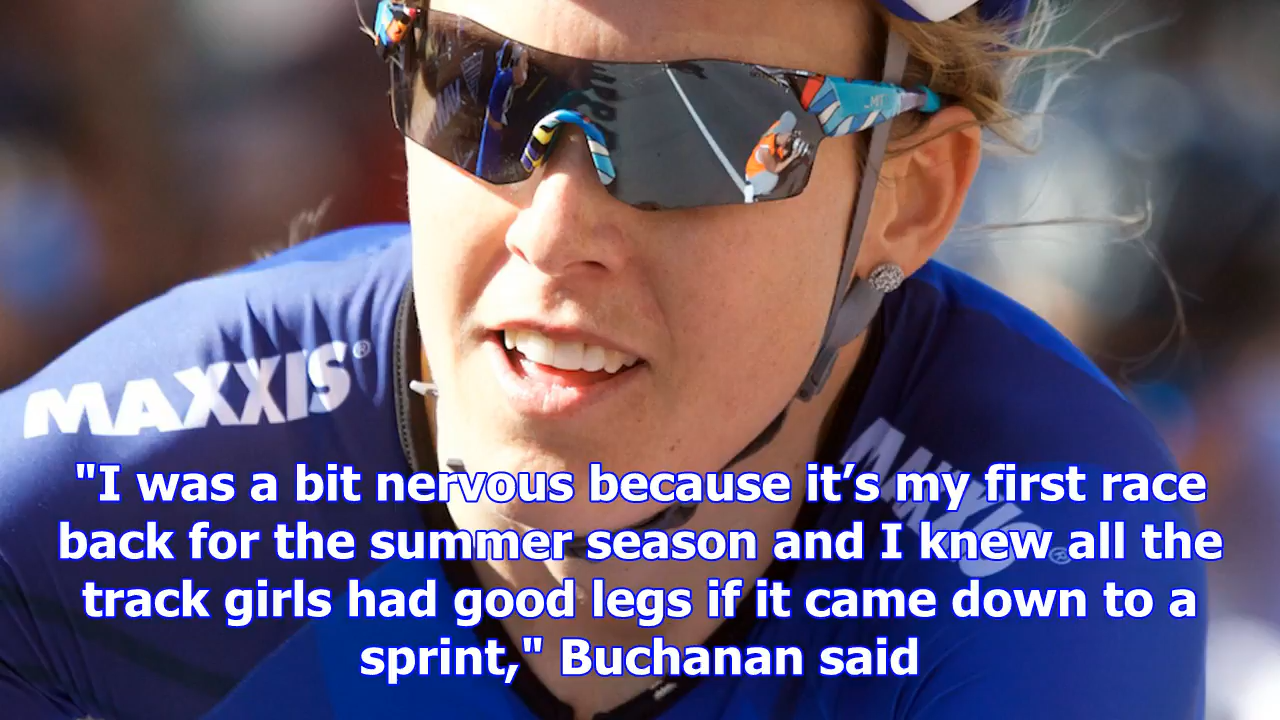 MAXXIS®
MAXXIS®
"I was a bit nervous because it’s my first race
back for the summer season and I knew all the
track girls had good legs if it came down to a
sprint," Buchanan said